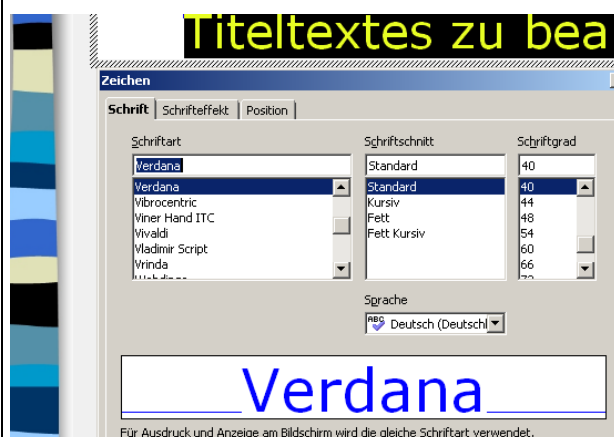 Titeltextes zu bea
Zeichen
Schrift Schrifteffekt Position
Schriftart Schriftschnitt Schriftgrad
Verdana Standard 40
Verdana Standard 40
Vibrocentric Kursiv 44
Viner Hand ITC Fett 48
Vivaldi Fett Kursiv 54
Vladimir Script 60
Vrinda 66
Sprache
ABC Deutsch (Deutschl
Verdana
Für Ausdruck und Anzeige am Bildschirm wird die gleiche Schriftart verwendet.